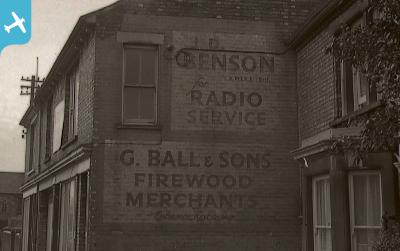 BENSON
for
RADIO
SERVICE
G. BALL & SONS
FIREWOOD
MERCHANTS